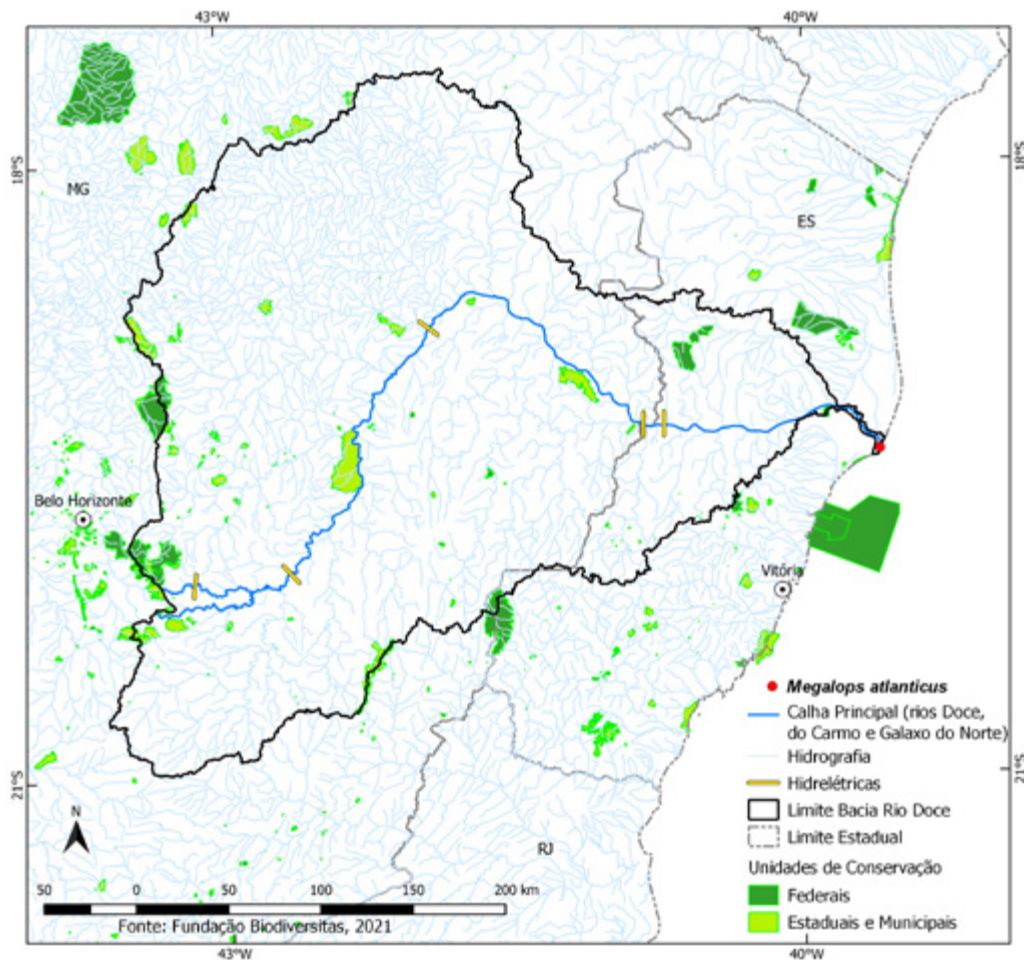 43°W
40°W
18°S
18°S
MG
ES
Belo Horizonte
Vitória
Megalops atlanticus
Calha Principal (rios Doce,
do Carmo e Galaxo do Norte)
Hidrografia
Hidrelétricas
Limite Bacia Rio Doce
Limite Estadual
Unidades de Conservação
Federais
Estaduais e Municipais
21°S
21°S
N
RJ
50 0 50 100 150 200 km
Fonte: Fundação Biodiversitas, 2021
43°W
40°W